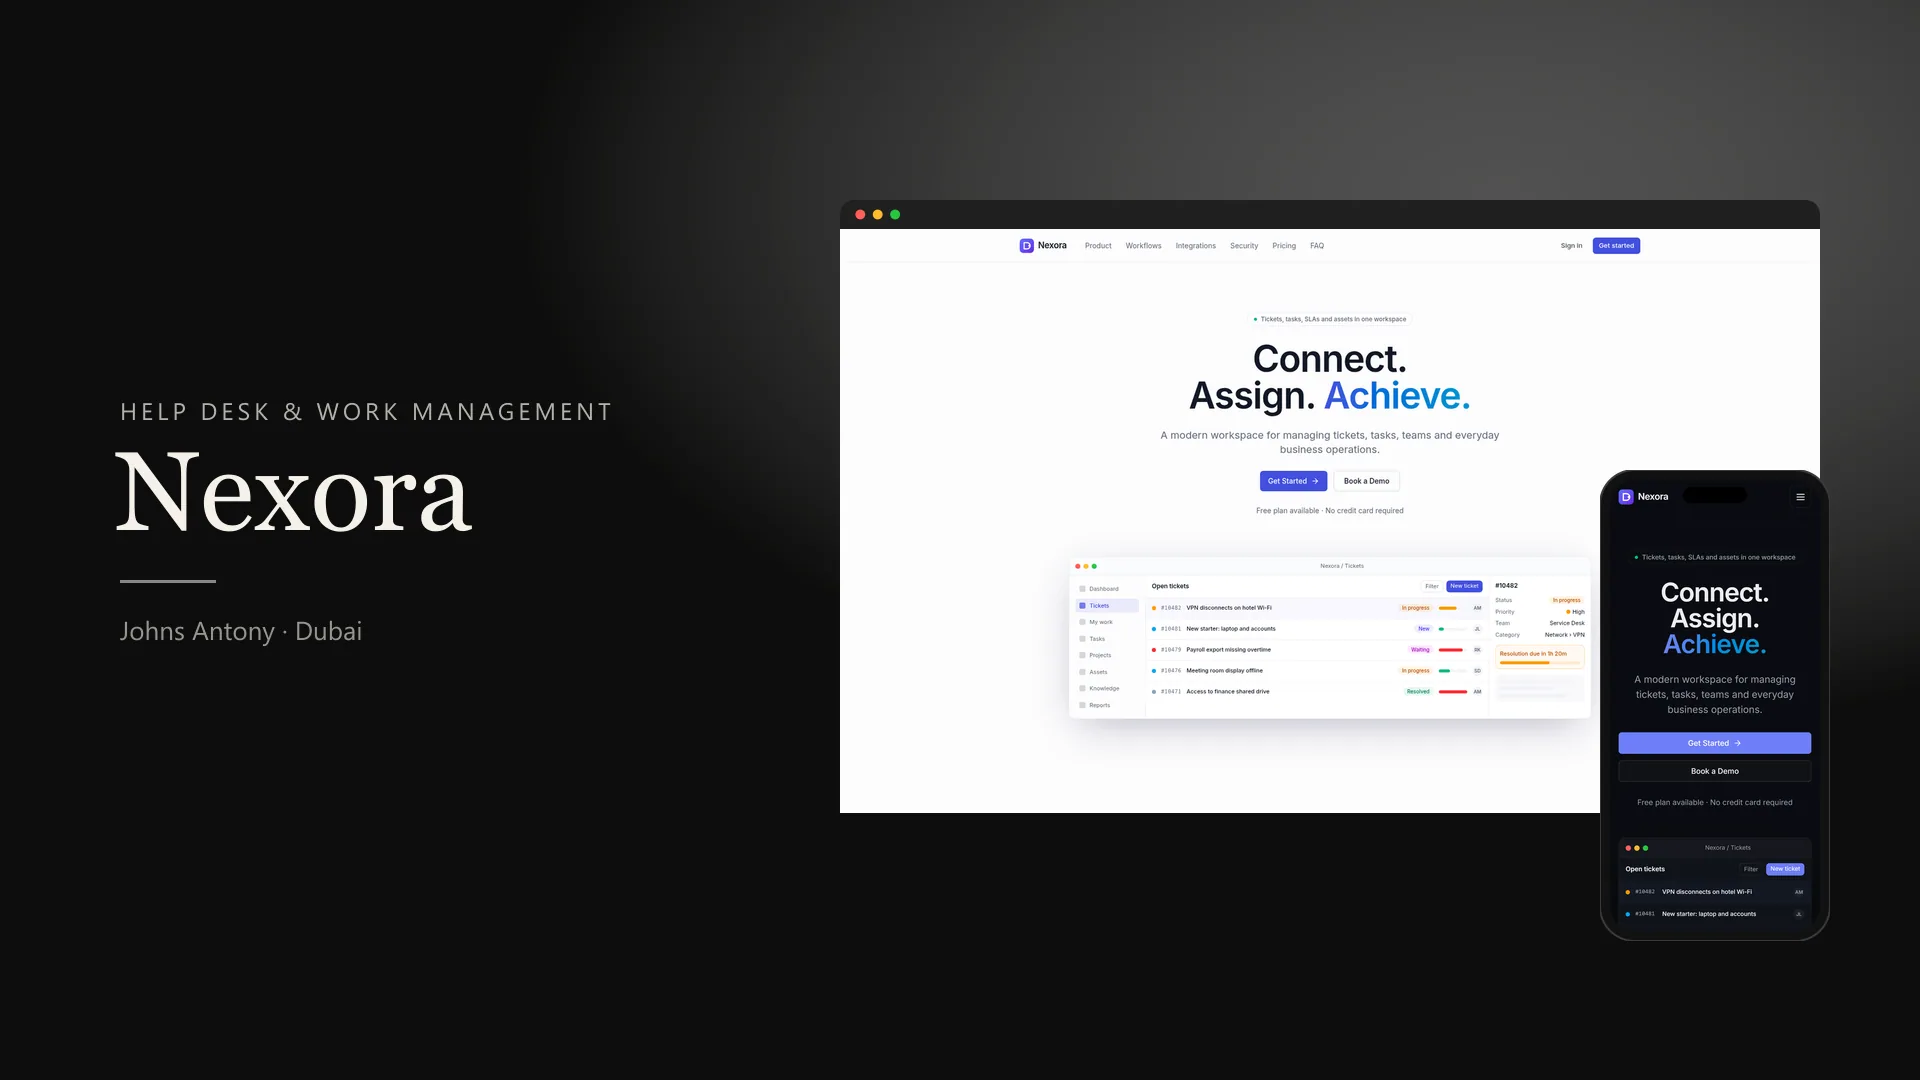 HELP DESK & WORK MANAGEMENT
Nexora
Johns Antony · Dubai
Nexora Product Workflows Integrations Security Pricing FAQ Sign in Get started
Tickets, tasks, SLAs and assets in one workspace
Connect.
Assign. Achieve.
A modern workspace for managing tickets, tasks, teams and everyday
business operations.
Get Started → Book a Demo
Free plan available · No credit card required
Nexora / Tickets
Dashboard
Tickets
My work
Tasks
Projects
Assets
Knowledge
Reports
Open tickets Filter New ticket
#10482 VPN disconnects on hotel Wi-Fi In progress AM
#10481 New starter: laptop and accounts New JL
#10479 Payroll export missing overtime Waiting RK
#10476 Meeting room display offline In progress SD
#10471 Access to finance shared drive Resolved AM
#10482
Status In progress
Priority High
Team Service Desk
Category Network › VPN
Resolution due in 1h 20m
Nexora
Tickets, tasks, SLAs and assets in one workspace
Connect.
Assign.
Achieve.
A modern workspace for managing
tickets, tasks, teams and everyday
business operations.
Get Started →
Book a Demo
Free plan available · No credit card required
Nexora / Tickets
Open tickets Filter New ticket
#10482 VPN disconnects on hotel Wi-Fi AM
#10481 New starter: laptop and accounts JL